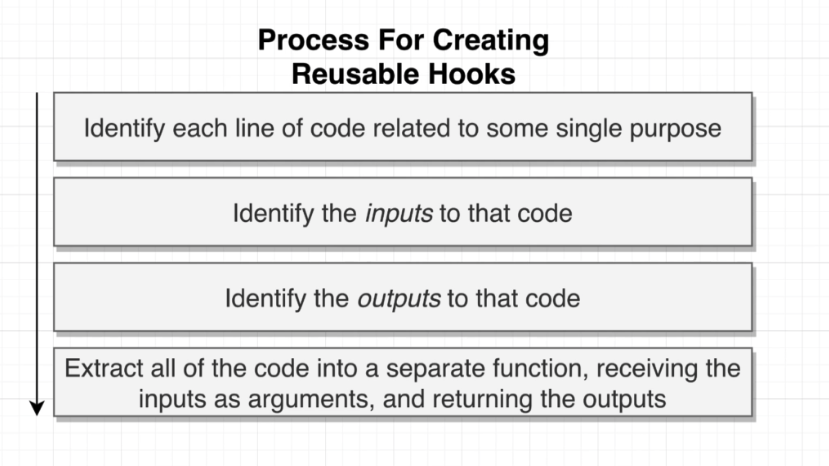 Process For Creating
Reusable Hooks
Identify each line of code related to some single purpose
Identify the inputs to that code
Identify the outputs to that code
Extract all of the code into a separate function, receiving the
inputs as arguments, and returning the outputs